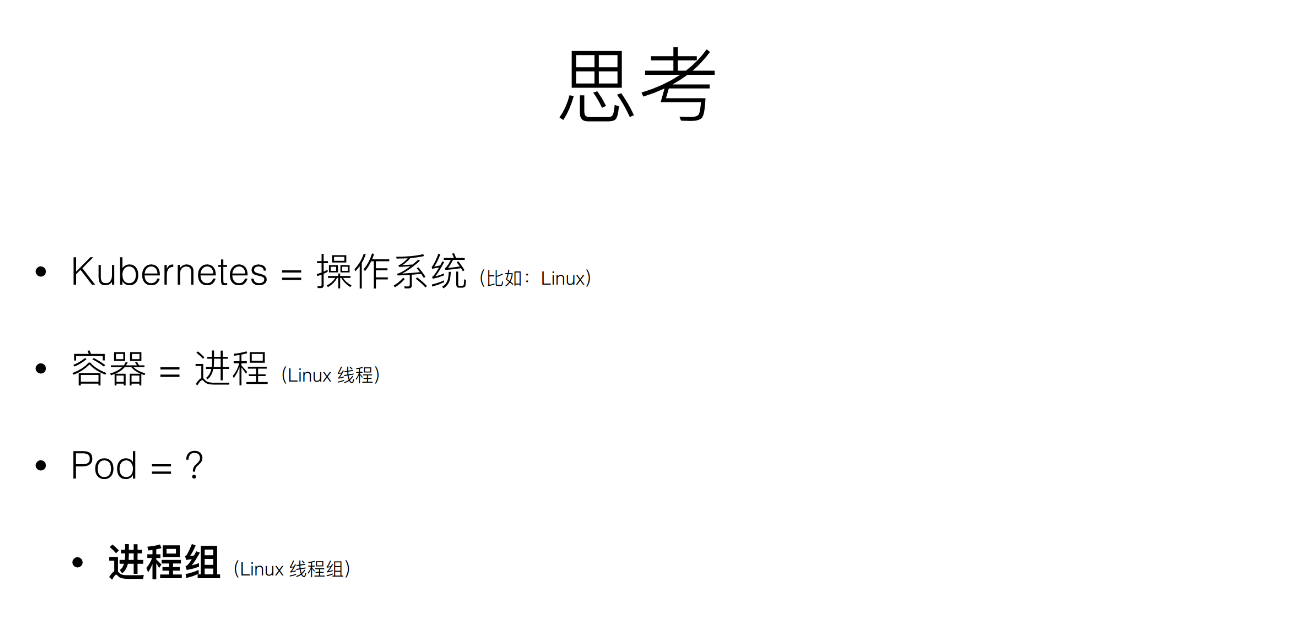 思考
• Kubernetes = 操作系统（比如：Linux）
• 容器 = 进程（Linux 线程）
• Pod = ?
• 进程组（Linux 线程组）